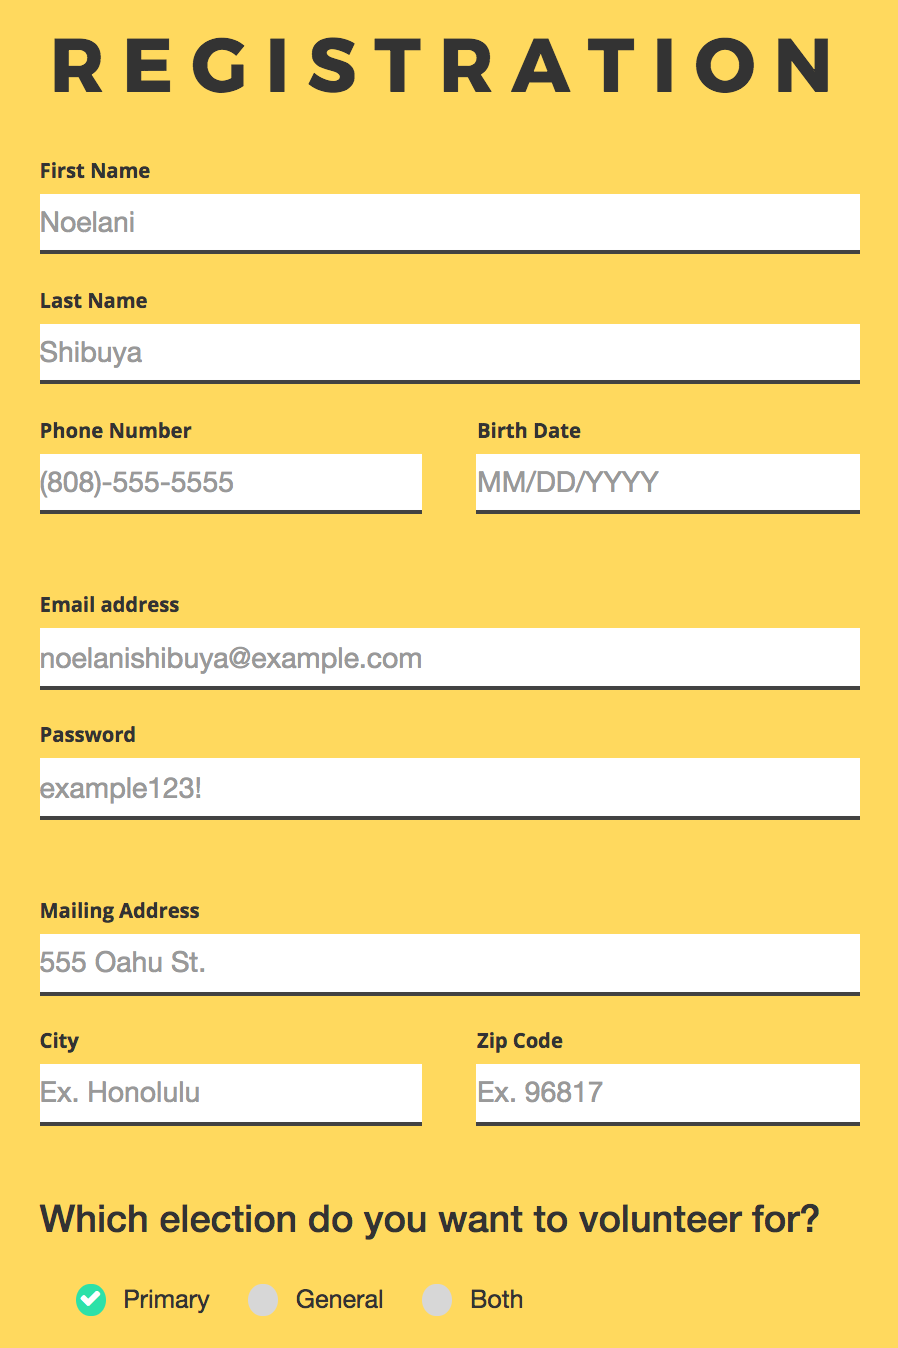 REGISTRATION
First Name
Noelani
Last Name
Shibuya
Phone Number
Birth Date
(808)-555-5555
MM/DD/YYYY
Email address
noelanishibuya@example.com
Password
example123!
Mailing Address
555 Oahu St.
City
Zip Code
Ex. Honolulu
Ex. 96817
Which election do you want to volunteer for?
Primary General Both